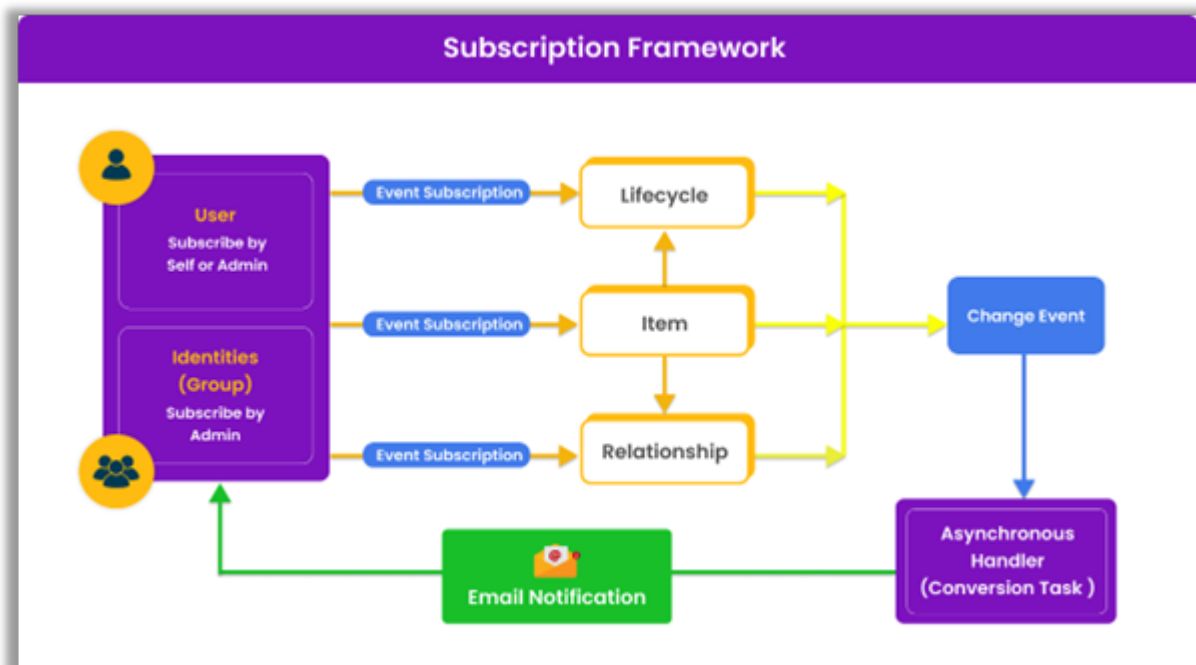 Subscription Framework
User
Subscribe by
Self or Admin
Identities
(Group)
Subscribe by
Admin
Event Subscription
Event Subscription
Event Subscription
Lifecycle
Item
Relationship
Change Event
Asynchronous
Handler
(Conversion Task )
Email Notification